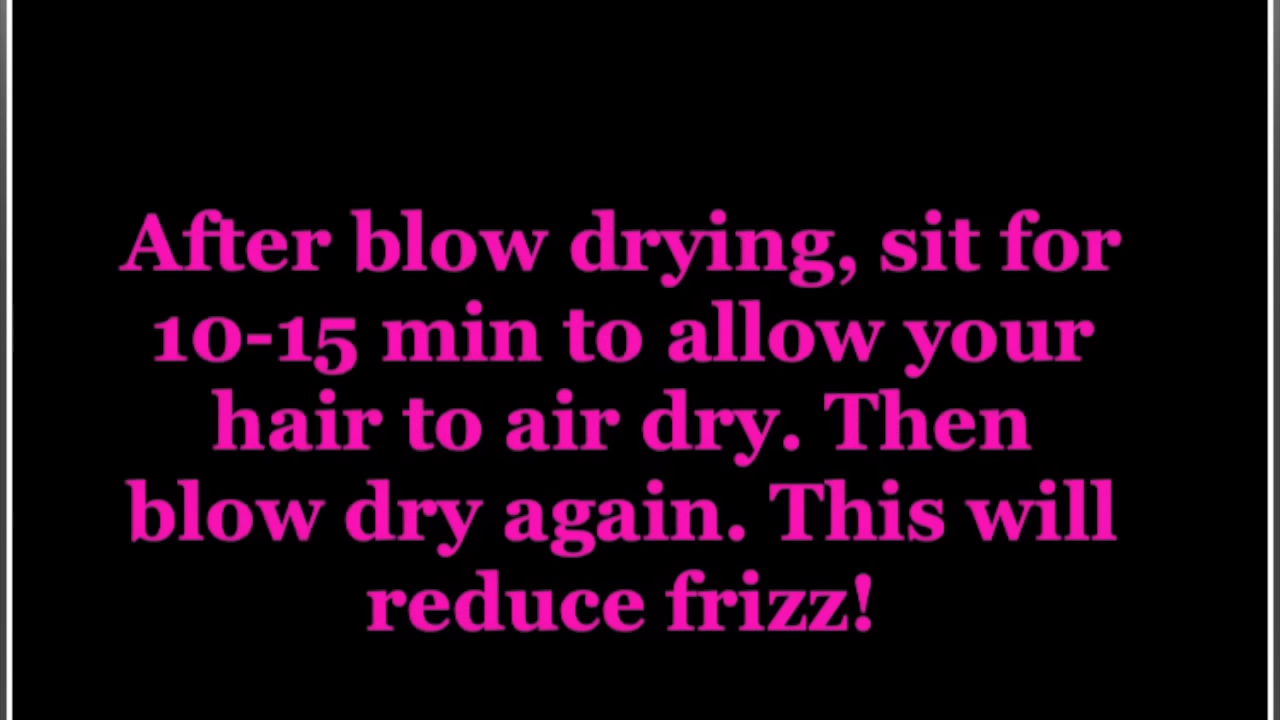 After blow drying, sit for
10-15 min to allow your
hair to air dry. Then
blow dry again. This will
reduce frizz!